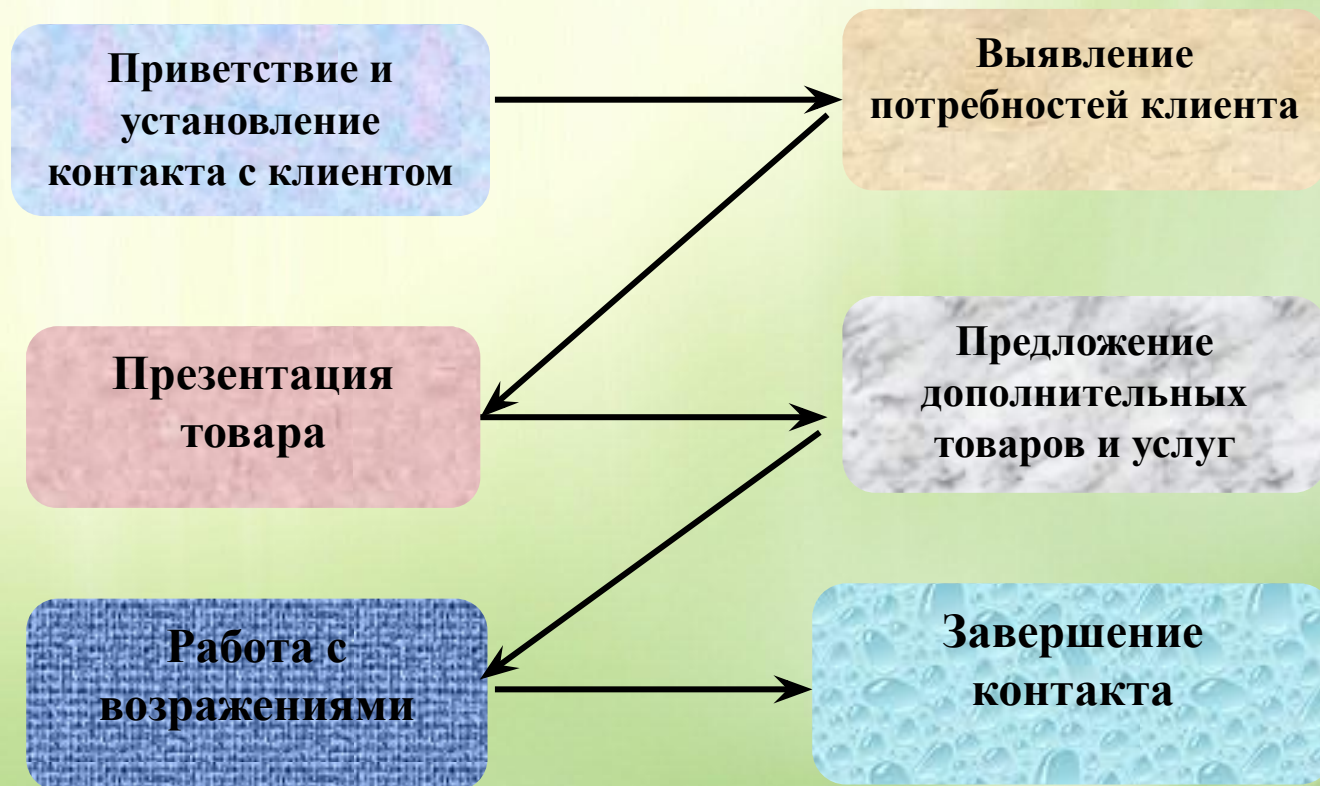 Приветствие и
установление
контакта с клиентом
Выявление
потребностей клиента
Презентация
товара
Предложение
дополнительных
товаров и услуг
Работа с
возражениями
Завершение
контакта